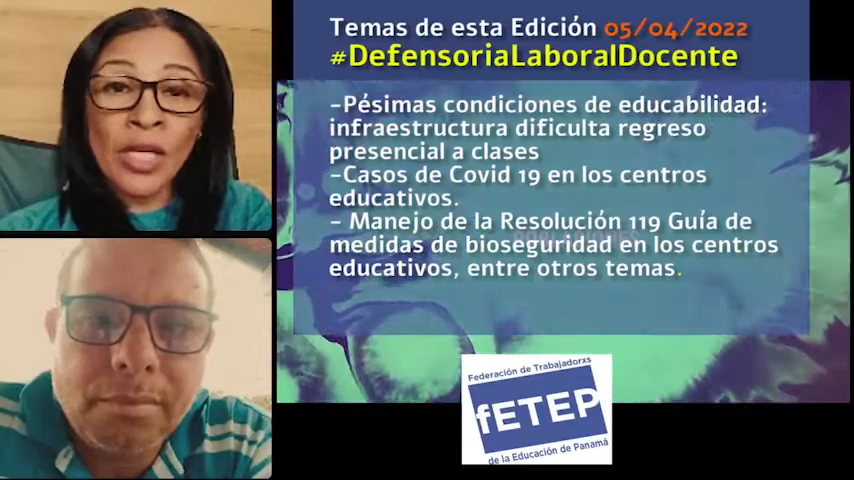 Temas de esta Edición 05/04/2022
#DefensoriaLaboralDocente
-Pésimas condiciones de educabilidad:
infraestructura dificulta regreso
presencial a clases
-Casos de Covid 19 en los centros
educativos.
- Manejo de la Resolución 119 Guía de
medidas de bioseguridad en los centros
educativos, entre otros temas.
Federación de Trabajadorxs
fETEP
de la Educación de Panamá